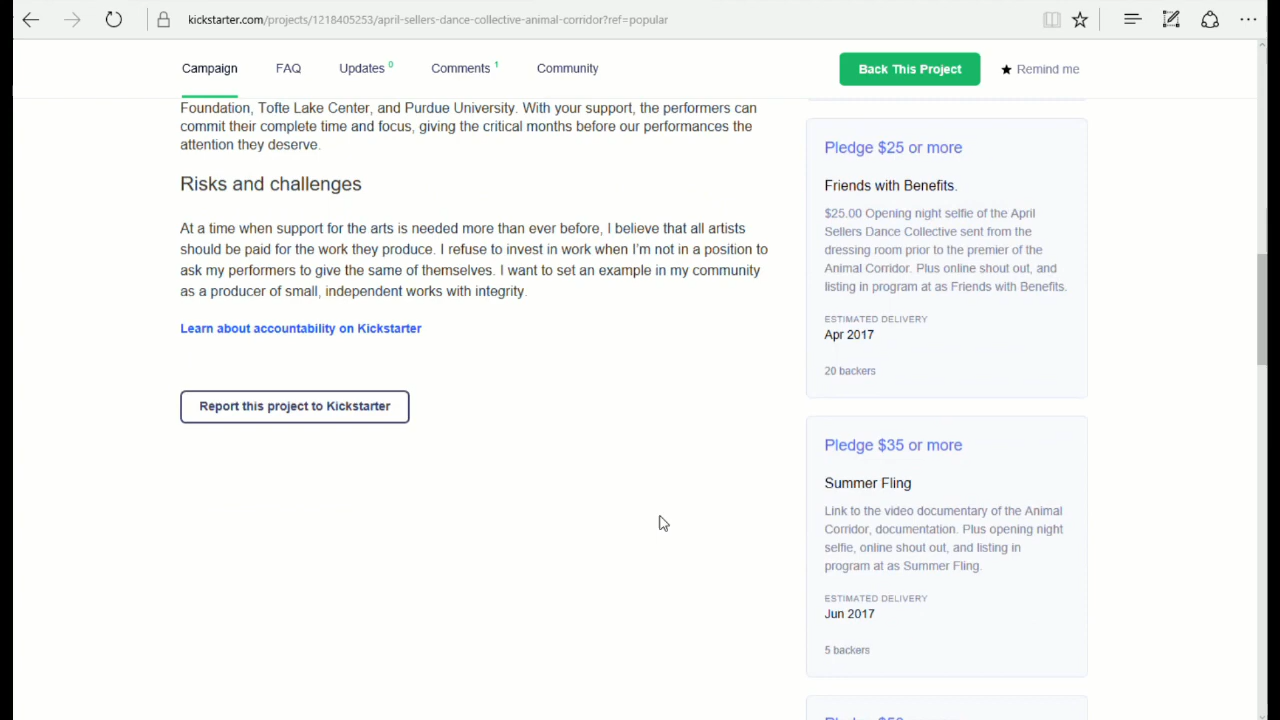 kickstarter.com/projects/1218405253/april-sellers-dance-collective-animal-corridor?ref=popular
Campaign FAQ Updates 0 Comments 1 Community Back This Project Remind me
Foundation, Tofte Lake Center, and Purdue University. With your support, the performers can
commit their complete time and focus, giving the critical months before our performances the
attention they deserve.
Risks and challenges
At a time when support for the arts is needed more than ever before, I believe that all artists
should be paid for the work they produce. I refuse to invest in work when I'm not in a position to
ask my performers to give the same of themselves. I want to set an example in my community
as a producer of small, independent works with integrity.
Learn about accountability on Kickstarter
Report this project to Kickstarter
Pledge $25 or more
Friends with Benefits.
$25.00 Opening night selfie of the April
Sellers Dance Collective sent from the
dressing room prior to the premier of the
Animal Corridor. Plus online shout out, and
listing in program at as Friends with Benefits.
ESTIMATED DELIVERY
Apr 2017
20 backers
Pledge $35 or more
Summer Fling
Link to the video documentary of the Animal
Corridor, documentation. Plus opening night
selfie, online shout out, and listing in
program at as Summer Fling.
ESTIMATED DELIVERY
Jun 2017
5 backers